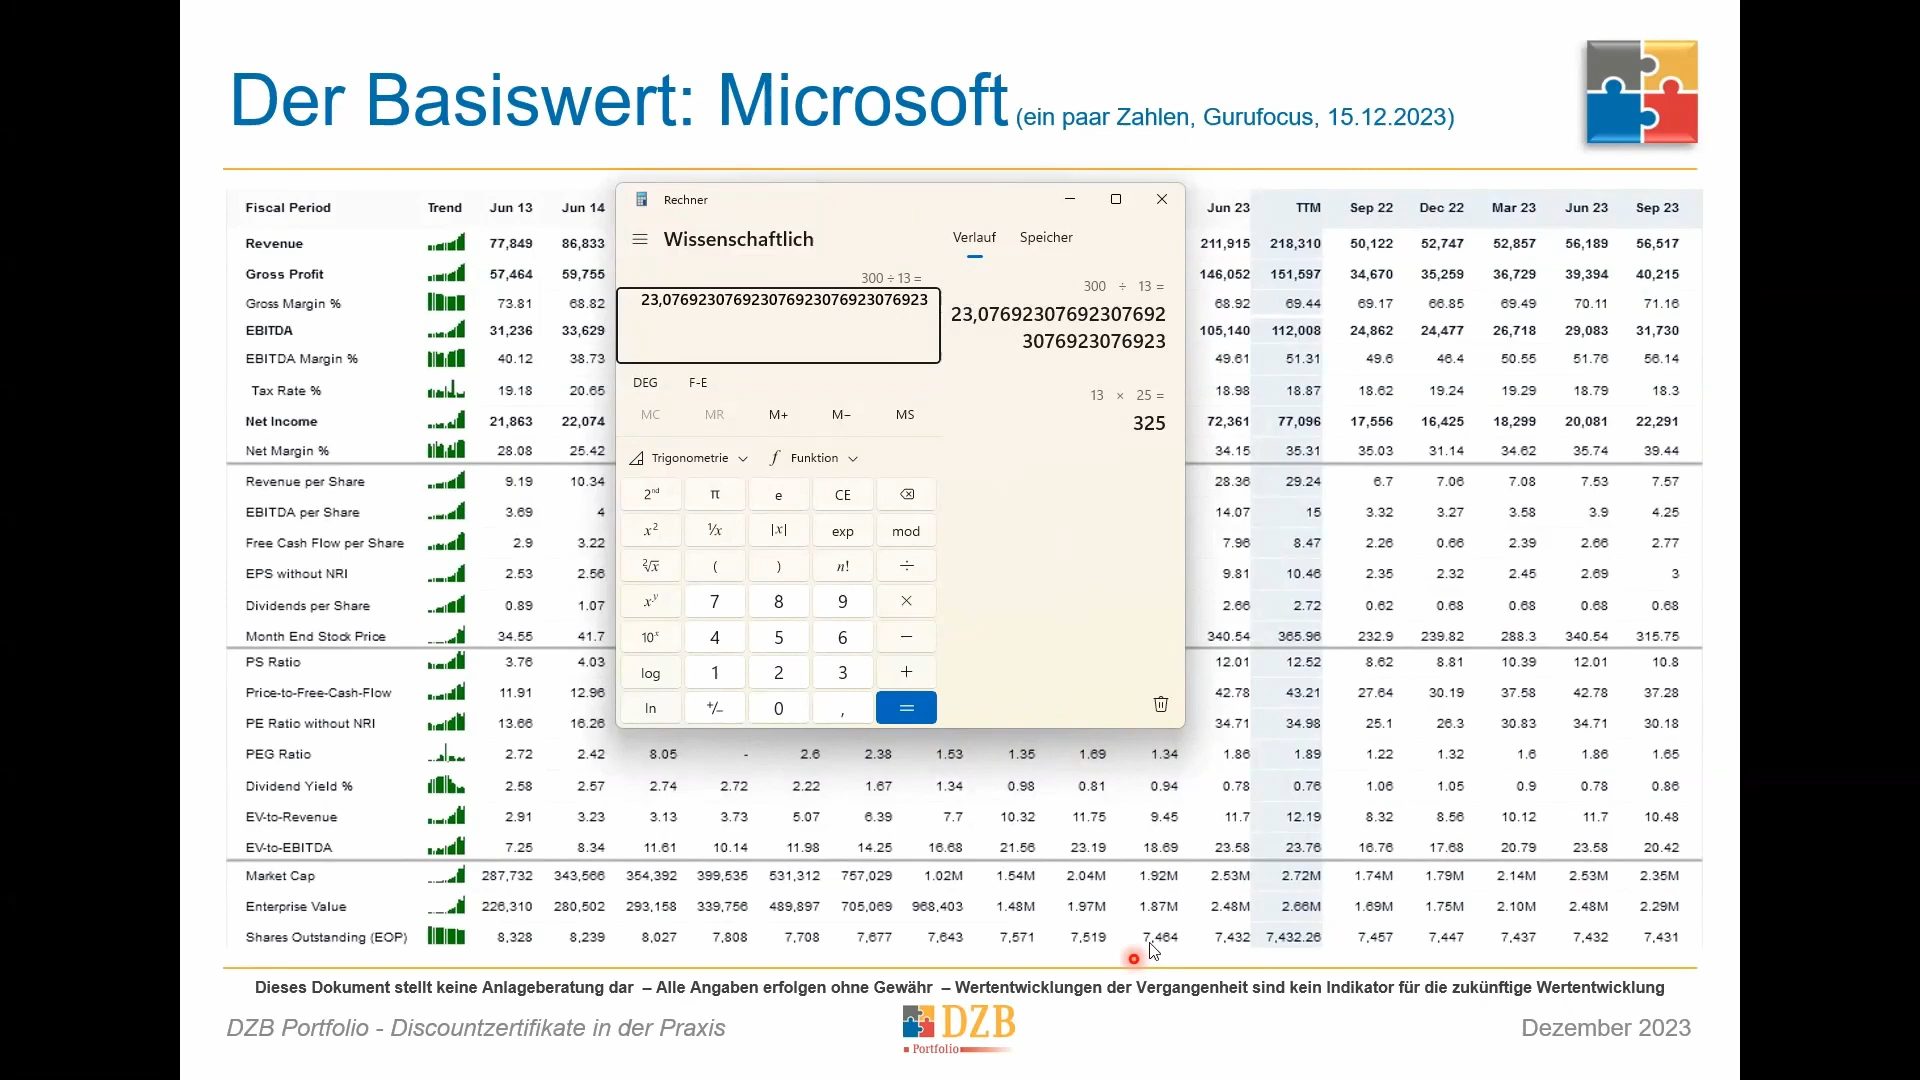 Der Basiswert: Microsoft (ein paar Zahlen, Gurufocus, 15.12.2023)
Fiscal Period Trend Jun 13 Jun 14 Jun 23 TTM Sep 22 Dec 22 Mar 23 Jun 23 Sep 23
Revenue 77,849 86,833 211,915 218,310 50,122 52,747 52,857 56,189 56,517
Gross Profit 57,464 59,755 146,052 151,597 34,670 35,259 36,729 39,394 40,215
Gross Margin % 73.81 68.82 68.92 69.44 69.17 66.85 69.49 70.11 71.16
EBITDA 31,236 33,629 105,140 112,008 24,862 24,477 26,718 29,083 31,730
EBITDA Margin % 40.12 38.73 49.61 51.31 49.6 46.4 50.55 51.76 56.14
Tax Rate % 19.18 20.65 18.98 18.87 18.62 19.24 19.29 18.79 18.3
Net Income 21,863 22,074 72,361 77,096 17,556 16,425 18,299 20,081 22,291
Net Margin % 28.08 25.42 34.15 35.31 35.03 31.14 34.62 35.74 39.44
Revenue per Share 9.19 10.34 28.36 29.24 6.7 7.06 7.08 7.53 7.57
EBITDA per Share 3.69 4 14.07 15 3.32 3.27 3.58 3.9 4.25
Free Cash Flow per Share 2.9 3.22 7.96 8.47 2.26 0.66 2.39 2.66 2.77
EPS without NRI 2.53 2.56 9.81 10.46 2.35 2.32 2.45 2.69 3
Dividends per Share 0.89 1.07 2.66 2.72 0.62 0.68 0.68 0.68 0.68
Month End Stock Price 34.55 41.7 340.54 365.96 232.9 239.82 288.3 340.54 315.75
PS Ratio 3.76 4.03 12.01 12.52 8.62 8.81 10.39 12.01 10.8
Price-to-Free-Cash-Flow 11.91 12.96 42.78 43.21 27.64 30.19 37.58 42.78 37.28
PE Ratio without NRI 13.66 16.26 34.71 34.98 25.1 26.3 30.83 34.71 30.18
PEG Ratio 2.72 2.42 8.05 - 2.6 2.38 1.53 1.35 1.69 1.34 1.86 1.89 1.22 1.32 1.6 1.86 1.65
Dividend Yield % 2.58 2.57 2.74 2.72 2.22 1.67 1.34 0.98 0.81 0.94 0.78 0.76 1.06 1.05 0.9 0.78 0.86
EV-to-Revenue 2.91 3.23 3.13 3.73 5.07 6.39 7.7 10.32 11.75 9.45 11.7 12.19 8.32 8.56 10.12 11.7 10.48
EV-to-EBITDA 7.25 8.34 11.61 10.14 11.98 14.25 16.68 21.56 23.19 18.69 23.58 23.76 16.76 17.68 20.79 23.58 20.42
Market Cap 287,732 343,566 354,392 399,535 531,312 757,029 1.02M 1.54M 2.04M 1.92M 2.53M 2.72M 1.74M 1.79M 2.14M 2.53M 2.35M
Enterprise Value 226,310 280,502 293,158 339,756 489,897 705,069 968,403 1.48M 1.97M 1.87M 2.48M 2.66M 1.69M 1.75M 2.10M 2.48M 2.29M
Shares Outstanding (EOP) 8,328 8,239 8,027 7,808 7,708 7,677 7,643 7,571 7,519 7,464 7,432 7,432.26 7,457 7,447 7,437 7,432 7,431
Rechner
Wissenschaftlich
Verlauf Speicher
300 ÷ 13 =
23,076923076923076923076923076923
300 ÷ 13 =
23,07692307692307692
3076923076923
13 × 25 =
325
DEG F-E
MC MR M+ M− MS
Trigonometrie f Funktion
2nd π e CE
x² ¹/x |x| exp mod
²√x ( ) n! ÷
xʸ 7 8 9 ×
10ˣ 4 5 6 −
log 1 2 3 +
ln +/− 0 , =
Dieses Dokument stellt keine Anlageberatung dar – Alle Angaben erfolgen ohne Gewähr – Wertentwicklungen der Vergangenheit sind kein Indikator für die zukünftige Wertentwicklung
DZB Portfolio - Discountzertifikate in der Praxis
DZB
Portfolio
Dezember 2023